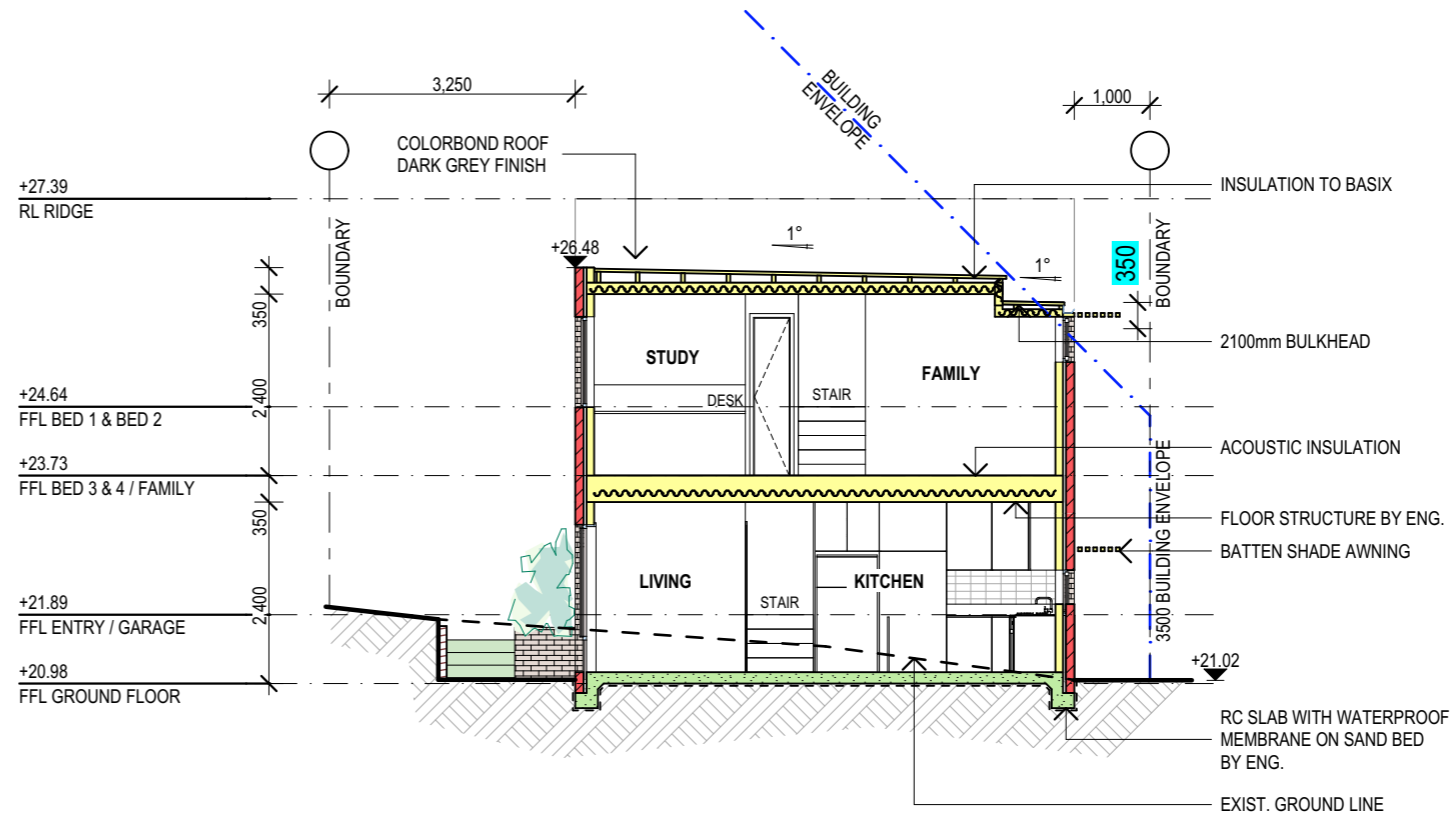 3,250
1,000
BUILDING
ENVELOPE
COLORBOND ROOF
DARK GREY FINISH
+27.39
RL RIDGE
INSULATION TO BASIX
BOUNDARY
+26.48
1°
1°
350
BOUNDARY
350
2100mm BULKHEAD
STUDY
FAMILY
+24.64
FFL BED 1 & BED 2
2,400
DESK
STAIR
ACOUSTIC INSULATION
+23.73
FFL BED 3 & 4 / FAMILY
350
FLOOR STRUCTURE BY ENG.
BATTEN SHADE AWNING
3500 BUILDING ENVELOPE
LIVING
KITCHEN
STAIR
+21.89
FFL ENTRY / GARAGE
2,400
+21.02
+20.98
FFL GROUND FLOOR
RC SLAB WITH WATERPROOF
MEMBRANE ON SAND BED
BY ENG.
EXIST. GROUND LINE